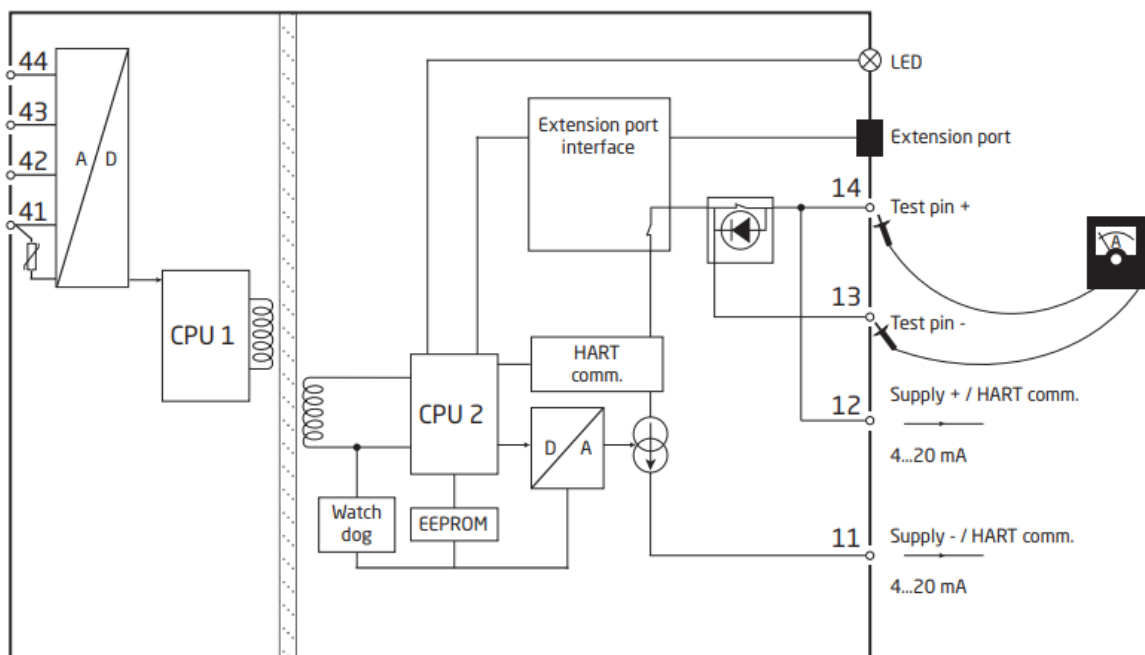 44
43
42
41
A
D
CPU 1
LED
Extension port
interface
Extension port
14
Test pin +
A
13
Test pin -
HART
comm.
CPU 2
D
A
12
Supply + / HART comm.
4...20 mA
Watch
dog
EEPROM
11
Supply - / HART comm.
4...20 mA